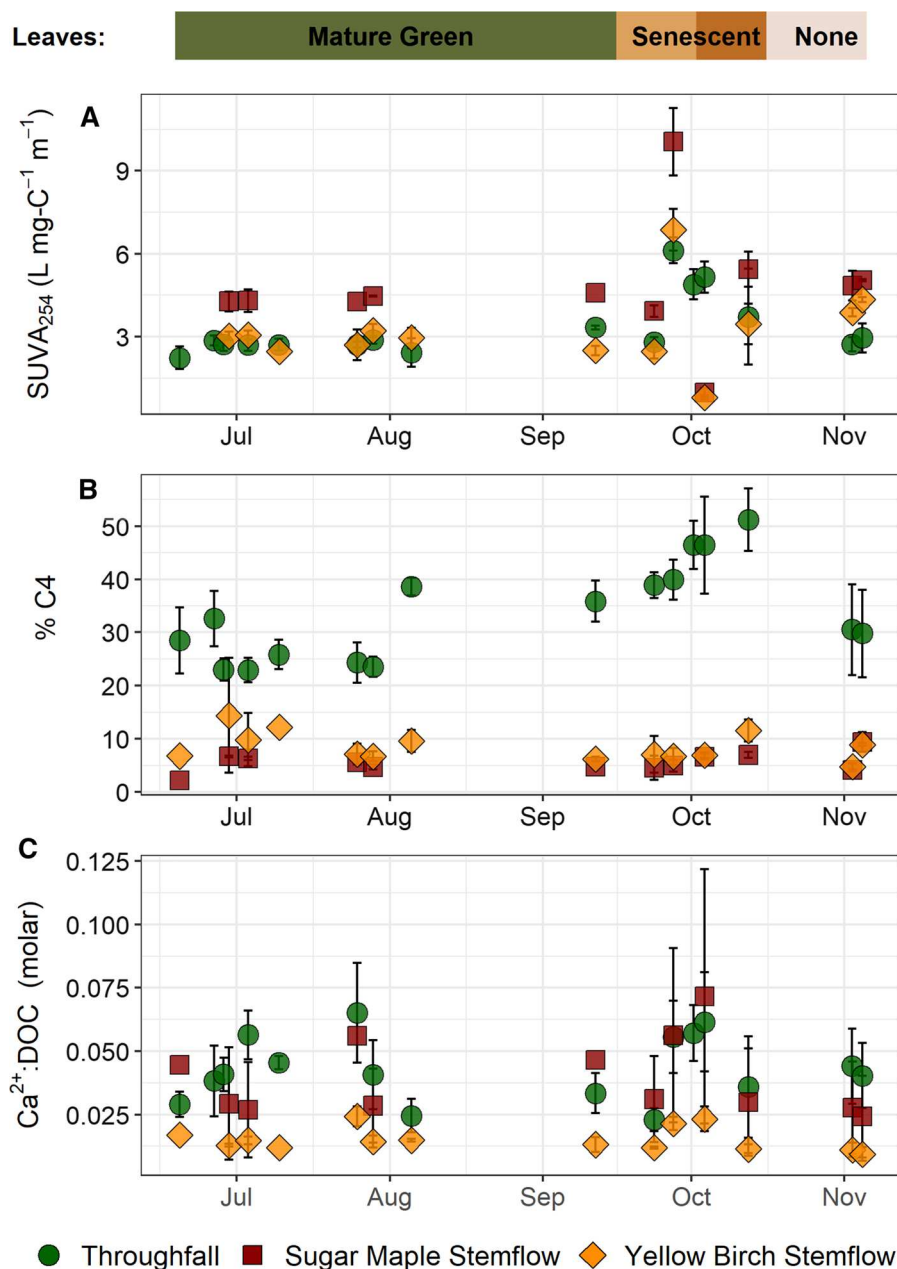 Leaves: Mature Green Senescent None
A
SUVA₂₅₄ (L mg-C⁻¹ m⁻¹)
9
6
3
Jul Aug Sep Oct Nov
B
% C4
50
40
30
20
10
0
Jul Aug Sep Oct Nov
C
Ca²⁺:DOC (molar)
0.125
0.100
0.075
0.050
0.025
Jul Aug Sep Oct Nov
Throughfall Sugar Maple Stemflow Yellow Birch Stemflow